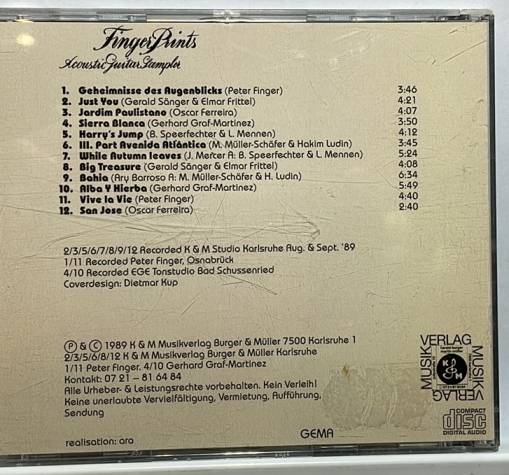 Finger Prints
Acoustic Guitar Sampler
1. Geheimnisse des Augenblicks (Peter Finger) 3:46
2. Just You (Gerald Sänger & Elmar Frittel) 4:21
3. Jardim Paulistano (Oscar Ferreira) 4:07
4. Sierra Blanca (Gerhard Graf-Martinez) 3:50
5. Harry's Jump (B. Speerfechter & L. Mennen) 4:12
6. III. Part Avenida Atlántica (M. Müller-Schäfer & Hakim Ludin) 3:45
7. While Autumn leaves (J. Mercer A: B. Speerfechter & L. Mennen) 5:24
8. Big Treasure (Gerald Sänger & Elmar Frittel) 4:08
9. Bahia (Ary Barroso A: M. Müller-Schäfer & H. Ludin) 6:34
10. Alba Y Hierba (Gerhard Graf-Martinez) 5:49
11. Vive la Vie (Peter Finger) 4:40
12. San Jose (Oscar Ferreira) 2:40
2/3/5/6/7/8/9/12 Recorded K & M Studio Karlsruhe Aug. & Sept. '89
1/11 Recorded Peter Finger, Osnabrück
4/10 Recorded EGE Tonstudio Bad Schussenried
Coverdesign: Dietmar Kup
Ⓟ & Ⓒ 1989 K & M Musikverlag Burger & Müller 7500 Karlsruhe 1
2/3/5/6/8/12 K & M Musikverlag Burger & Müller Karlsruhe
1/11 Peter Finger. 4/10 Gerhard Graf-Martinez
Kontakt: 07 21 – 81 64 84
Alle Urheber- & Leistungsrechte vorbehalten. Kein Verleih!
Keine unerlaubte Vervielfältigung, Vermietung, Aufführung,
Sendung
realisation: ara
GEMA
MUSIK VERLAG
MUSIK VERLAG
K & M
COMPACT
disc
DIGITAL AUDIO